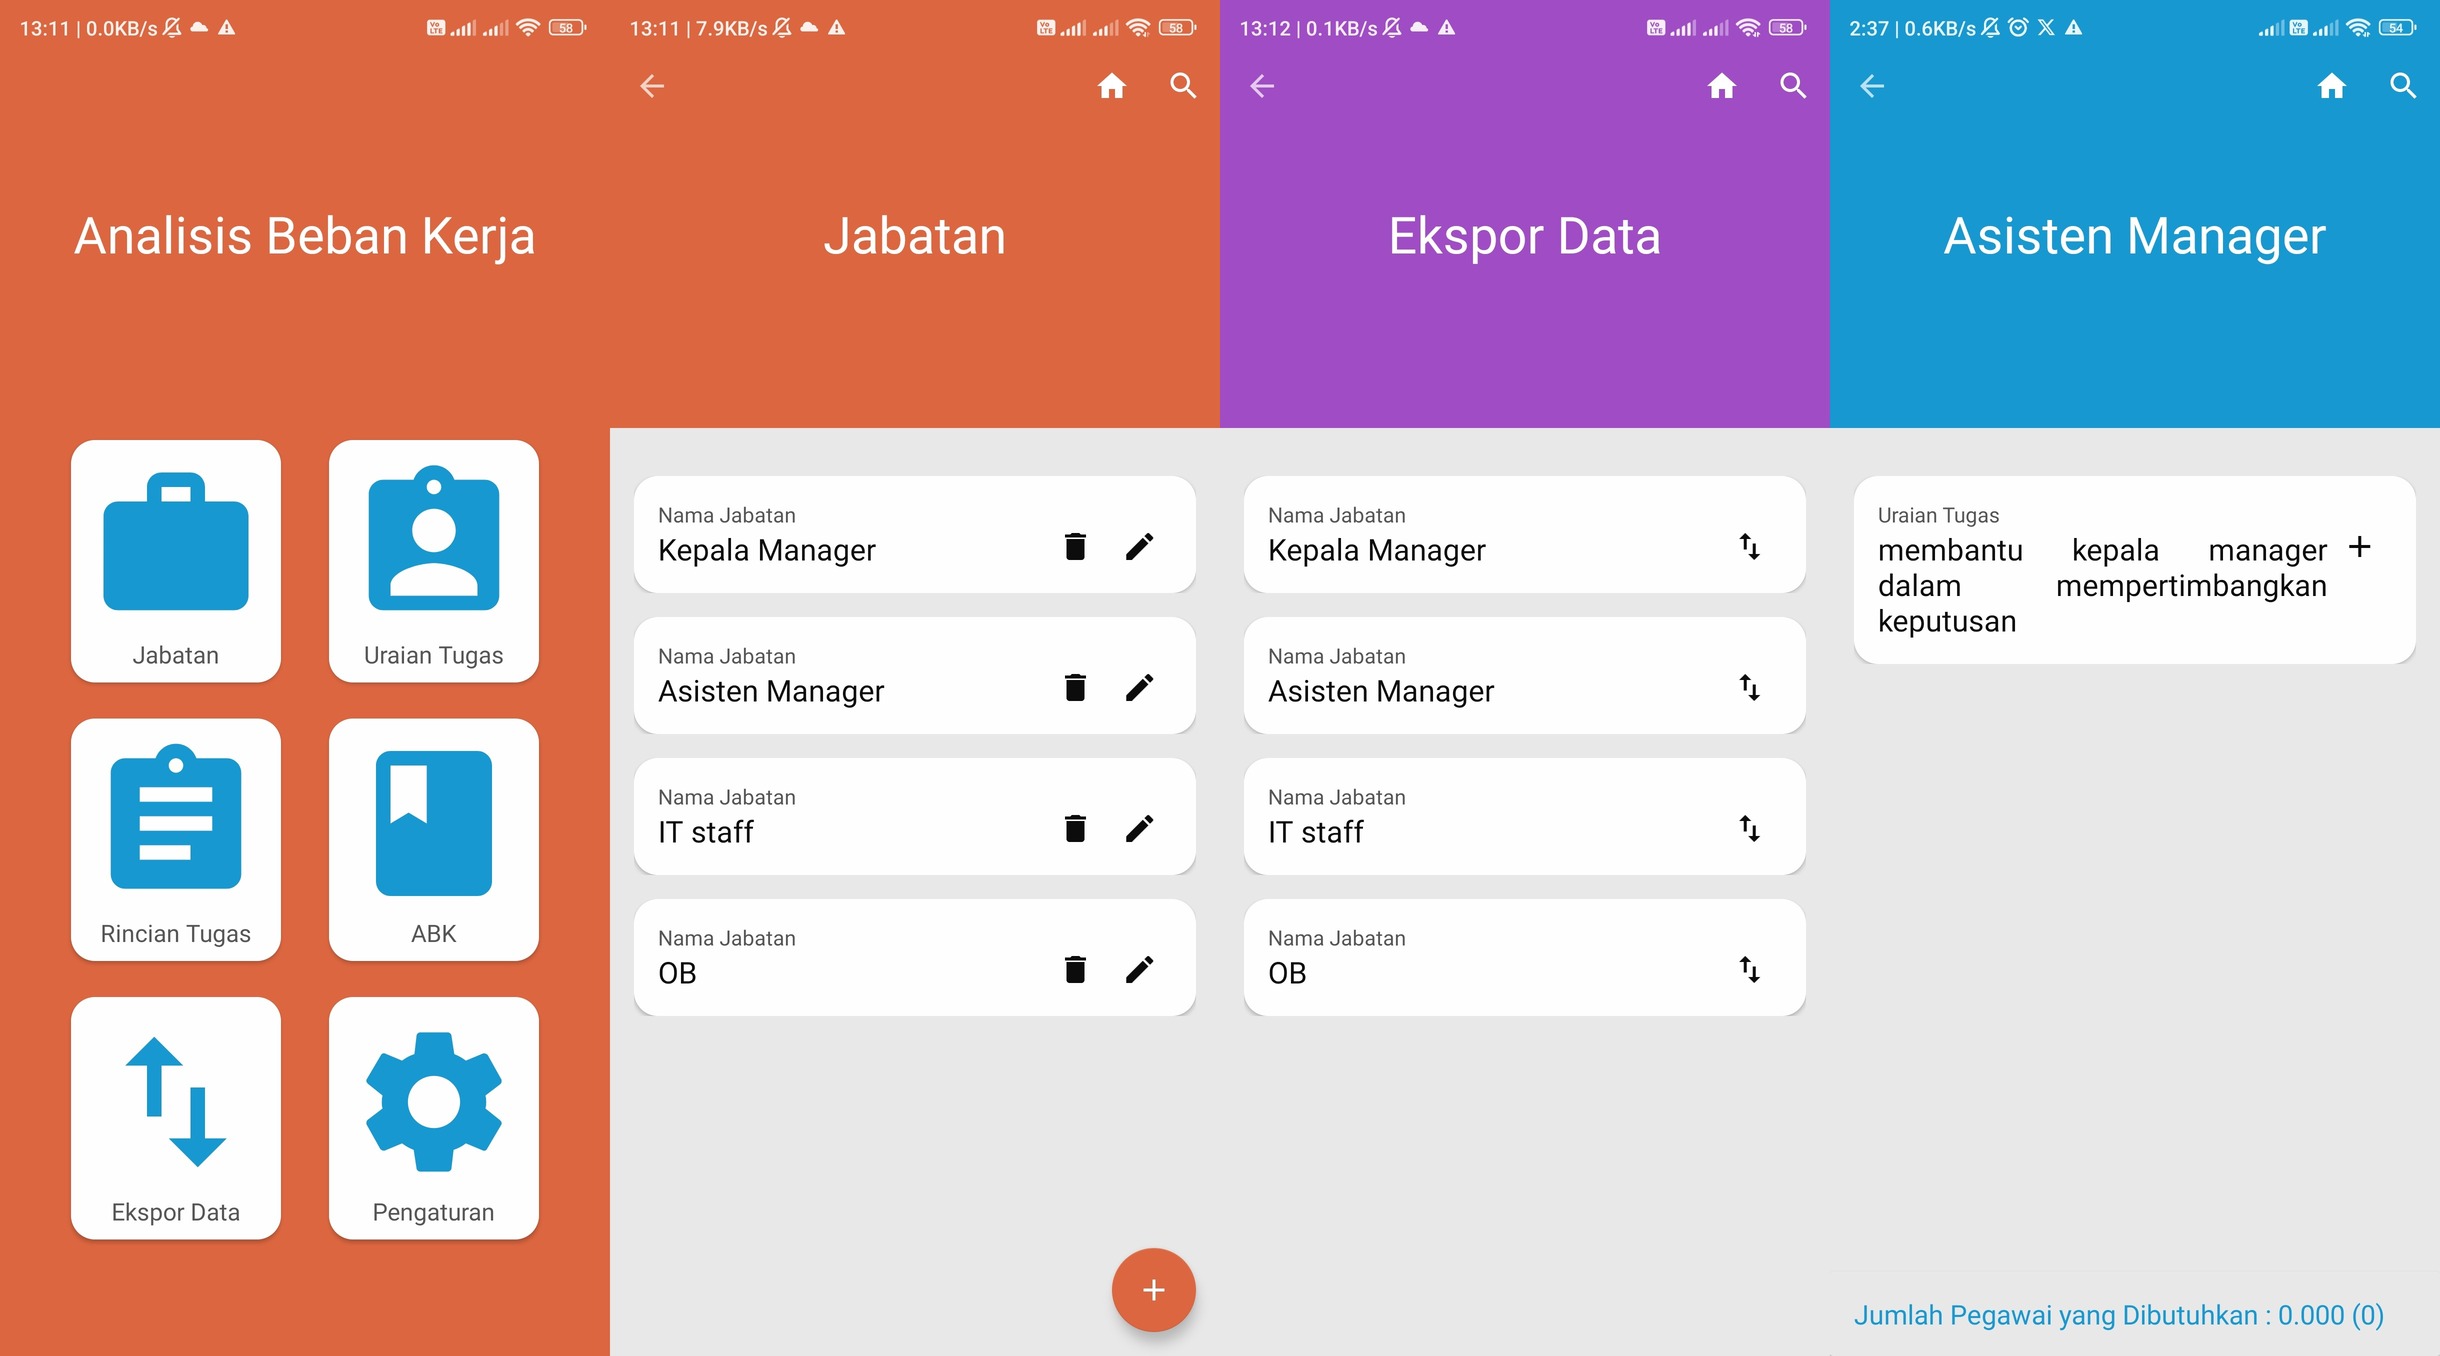 13:11 | 0.0KB/s
58
Analisis Beban Kerja
Jabatan
Uraian Tugas
Rincian Tugas
ABK
Ekspor Data
Pengaturan
13:11 | 7.9KB/s
58
Jabatan
Nama Jabatan
Kepala Manager
Nama Jabatan
Asisten Manager
Nama Jabatan
IT staff
Nama Jabatan
OB
+
13:12 | 0.1KB/s
58
Ekspor Data
Nama Jabatan
Kepala Manager
Nama Jabatan
Asisten Manager
Nama Jabatan
IT staff
Nama Jabatan
OB
2:37 | 0.6KB/s
54
Asisten Manager
Uraian Tugas
membantu kepala manager
dalam mempertimbangkan
keputusan
+
Jumlah Pegawai yang Dibutuhkan : 0.000 (0)